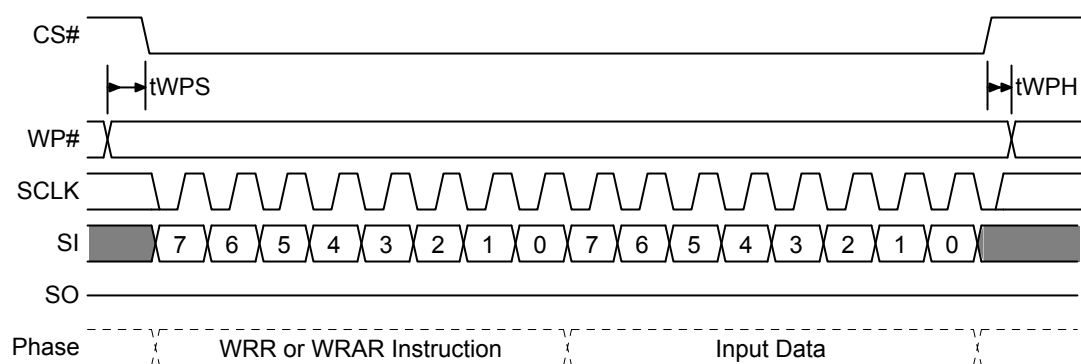 CS#
tWPS tWPH
WP#
SCLK
SI 7 6 5 4 3 2 1 0 7 6 5 4 3 2 1 0
SO
Phase WRR or WRAR Instruction Input Data